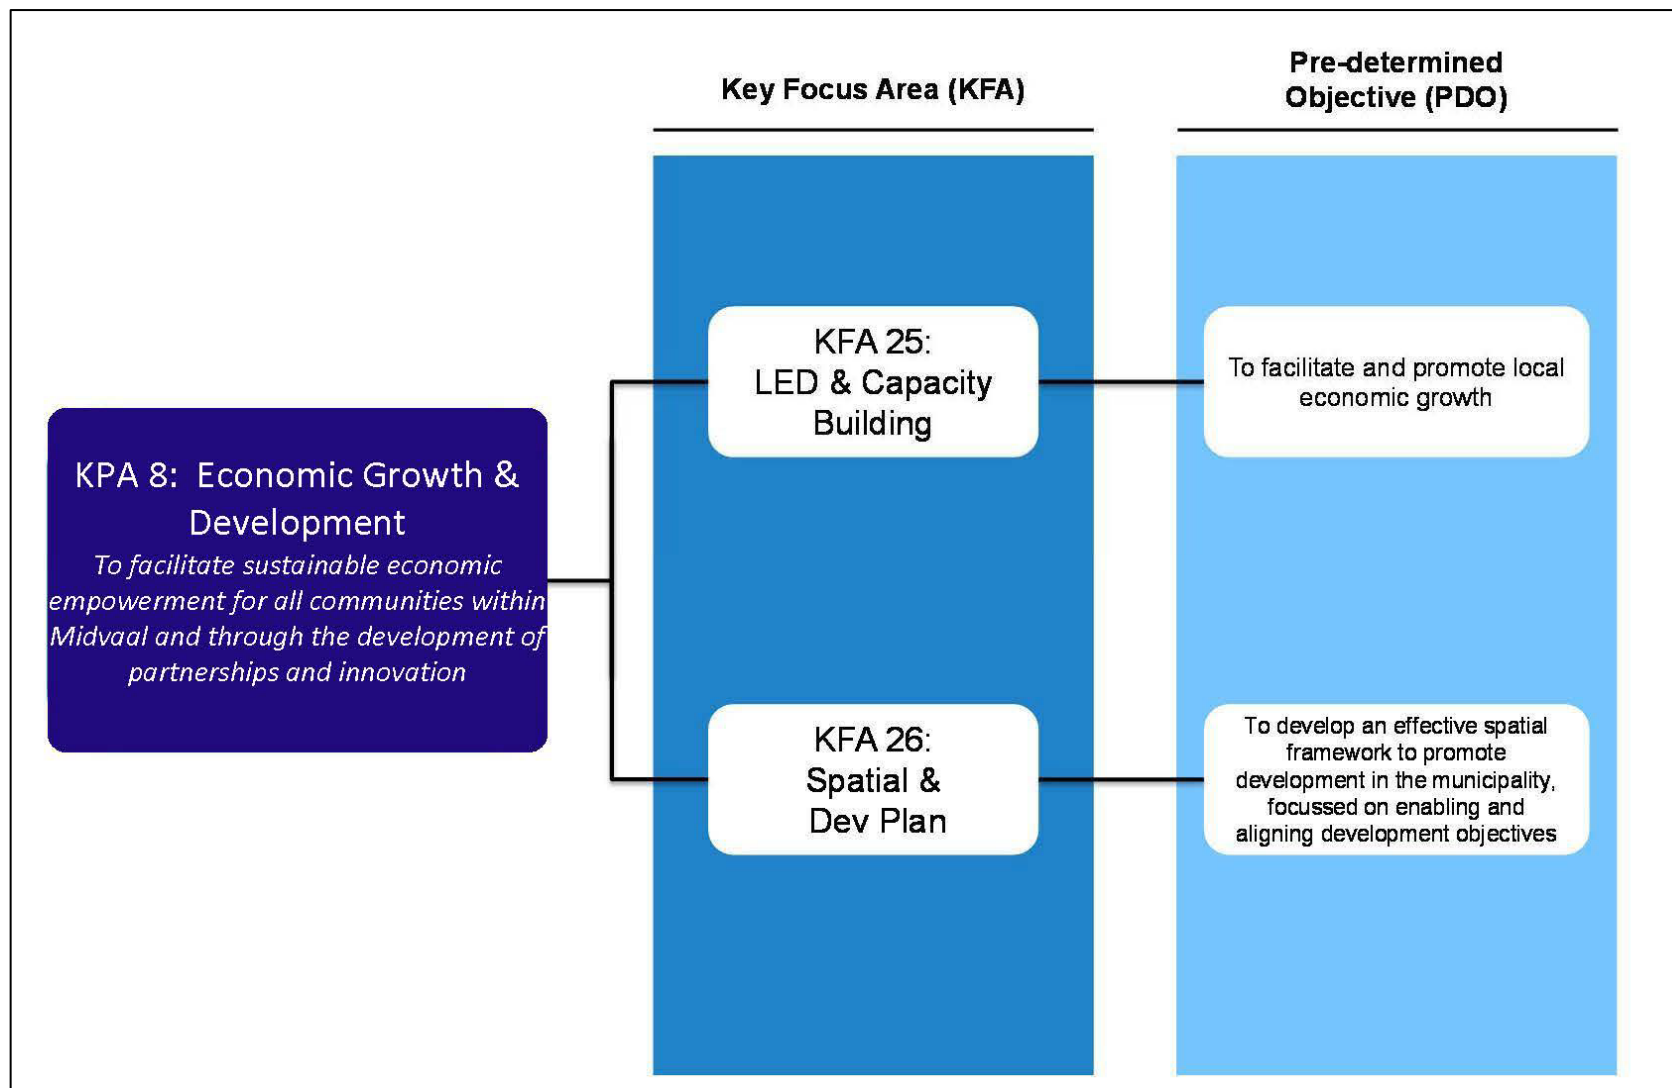 Key Focus Area (KFA)
Pre-determined
Objective (PDO)
KPA 8:  Economic Growth &
Development
To facilitate sustainable economic
empowerment for all communities within
Midvaal and through the development of
partnerships and innovation
KFA 25:
LED & Capacity
Building
To facilitate and promote local
economic growth
KFA 26:
Spatial &
Dev Plan
To develop an effective spatial
framework to promote
development in the municipality,
focussed on enabling and
aligning development objectives